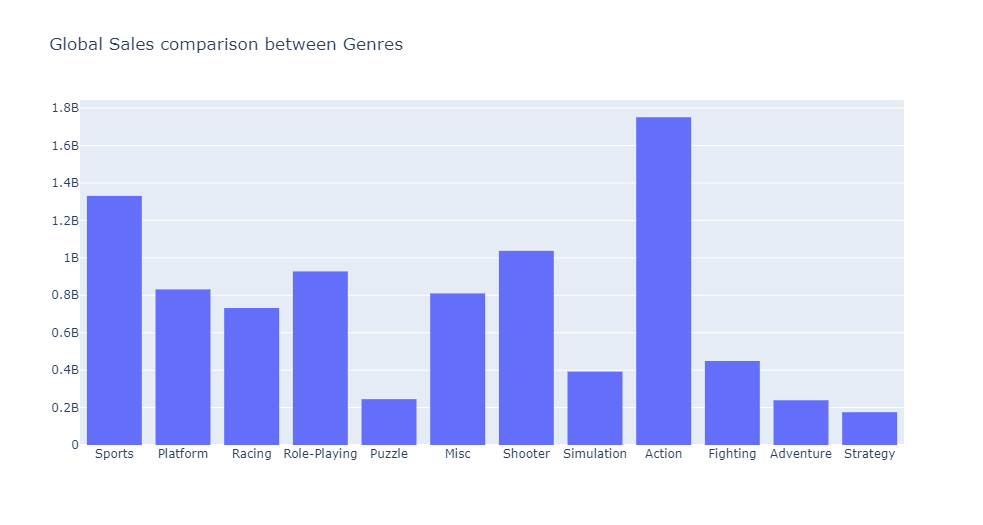 Global Sales comparison between Genres
1.8B
1.6B
1.4B
1.2B
1B
0.8B
0.6B
0.4B
0.2B
0
Sports Platform Racing Role-Playing Puzzle Misc Shooter Simulation Action Fighting Adventure Strategy